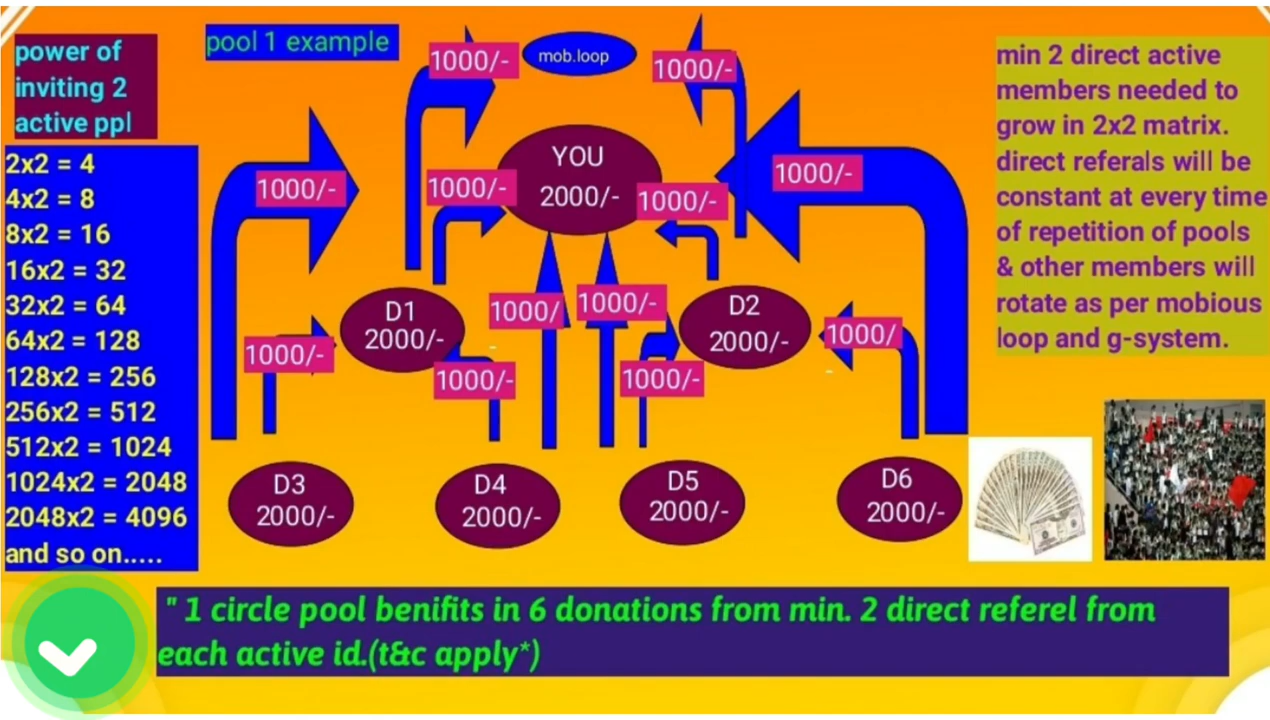 power of
inviting 2
active ppl
2x2 = 4
4x2 = 8
8x2 = 16
16x2 = 32
32x2 = 64
64x2 = 128
128x2 = 256
256x2 = 512
512x2 = 1024
1024x2 = 2048
2048x2 = 4096
and so on.....
pool 1 example
1000/-
mob.loop
1000/-
YOU
2000/-
1000/-
1000/-
1000/-
1000/-
D1
2000/-
1000/
1000/-
D2
2000/-
1000/-
1000/-
1000/-
1000/
D3
2000/-
D4
2000/-
D5
2000/-
D6
2000/-
min 2 direct active
members needed to
grow in 2x2 matrix.
direct referals will be
constant at every time
of repetition of pools
& other members will
rotate as per mobious
loop and g-system.
" 1 circle pool benifits in 6 donations from min. 2 direct referel from
each active id.(t&c apply*)